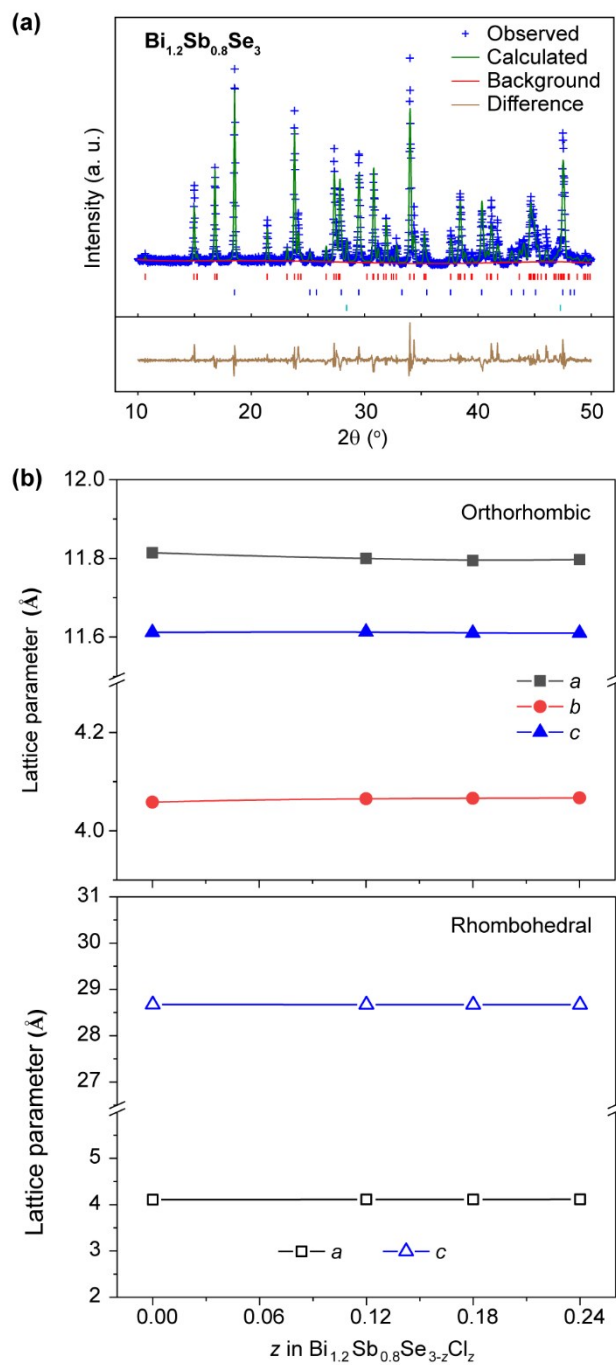 (a)
Bi1.2Sb0.8Se3
Observed
Calculated
Background
Difference
Intensity (a. u.)
10 20 30 40 50
2θ (°)
(b)
12.0
Orthorhombic
11.8
11.6
a
b
c
4.2
4.0
Lattice parameter (Å)
31
Rhombohedral
30
29
28
27
5
4
3
2
a c
Lattice parameter (Å)
0.00 0.06 0.12 0.18 0.24
z in Bi1.2Sb0.8Se3-zClz